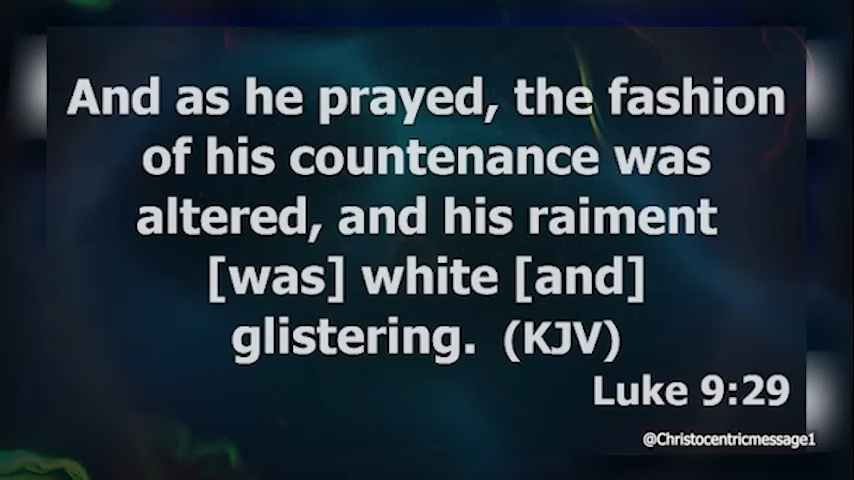 And as he prayed, the fashion
of his countenance was
altered, and his raiment
[was] white [and]
glistering. (KJV)
Luke 9:29
@Christocentricmessage1